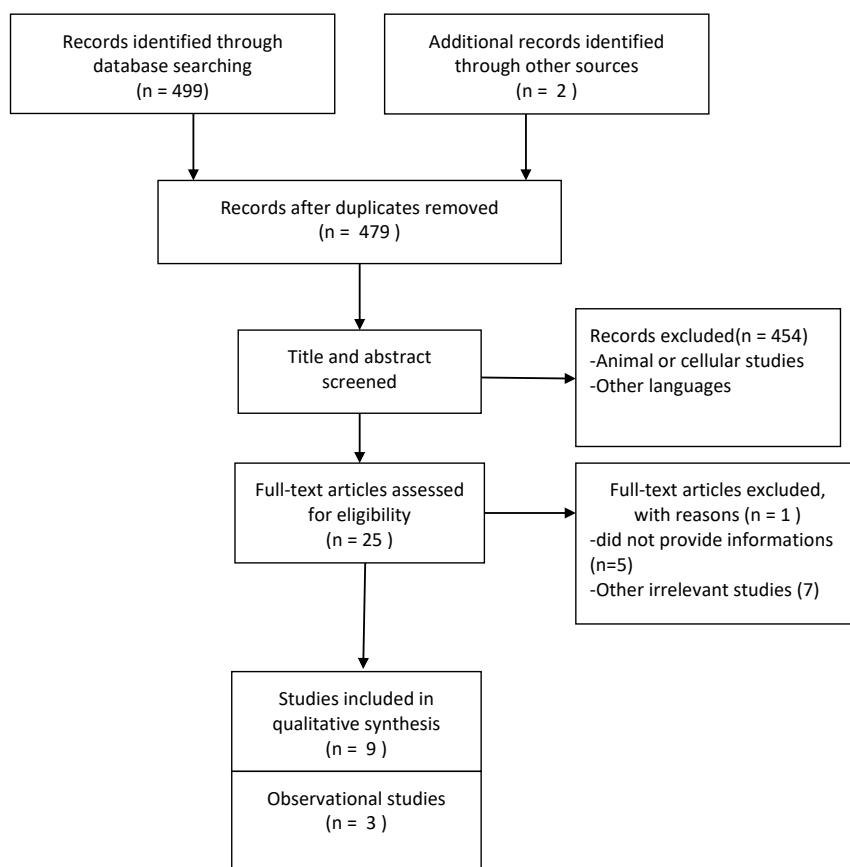 Records identified through
database searching
(n = 499)
Additional records identified
through other sources
(n =  2 )
Records after duplicates removed
(n =  479 )
Title and abstract
screened
Records excluded(n = 454)
-Animal or cellular studies
-Other languages
Full-text articles assessed
for eligibility
(n = 25 )
Full-text articles excluded,
with reasons (n = 1 )
-did not provide informations
(n=5)
-Other irrelevant studies (7)
Studies included in
qualitative synthesis
(n =  9 )
Observational studies
(n =  3 )